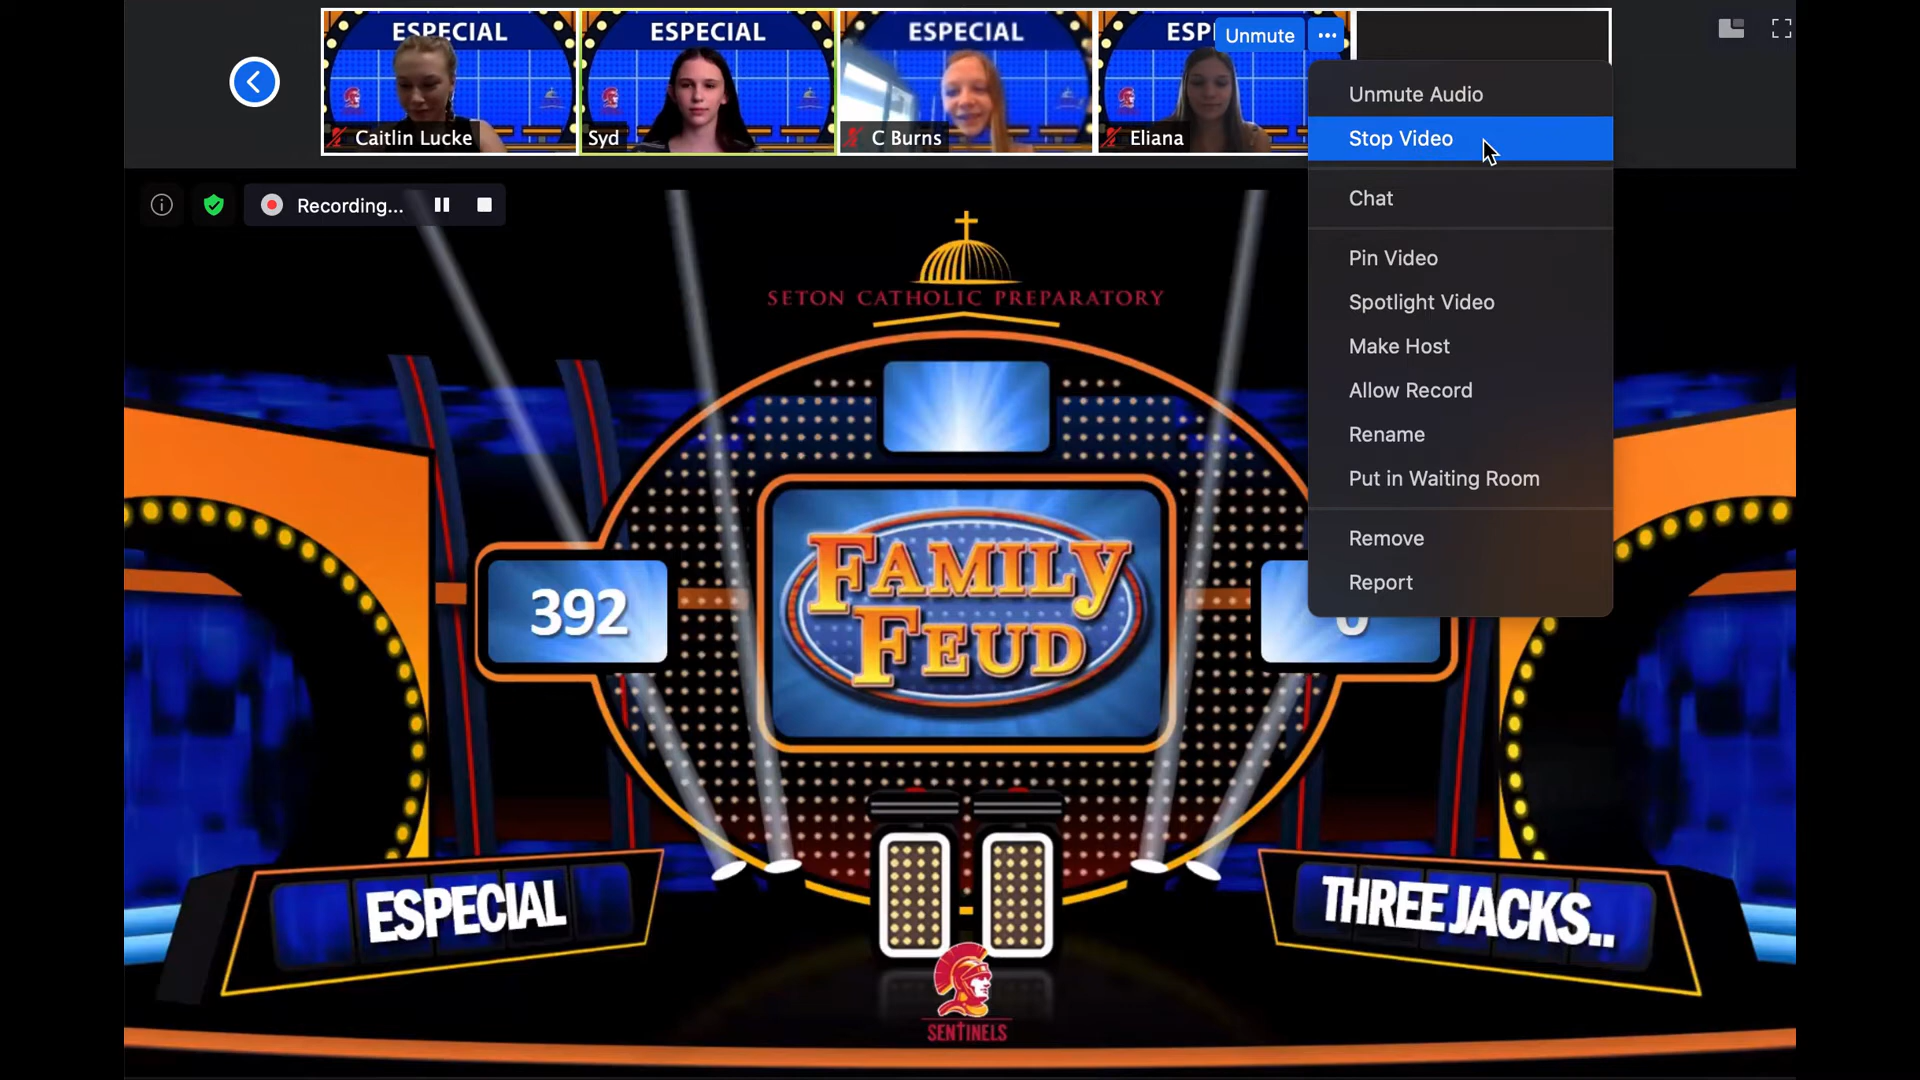 ESPECIAL
ESPECIAL
ESPECIAL
ESP
Unmute
Caitlin Lucke
Syd
C Burns
Eliana
Unmute Audio
Stop Video
Chat
Pin Video
Spotlight Video
Make Host
Allow Record
Rename
Put in Waiting Room
Remove
Report
Recording...
SETON CATHOLIC PREPARATORY
392
FAMILY
FEUD
0
ESPECIAL
THREE JACKS..
SENTINELS